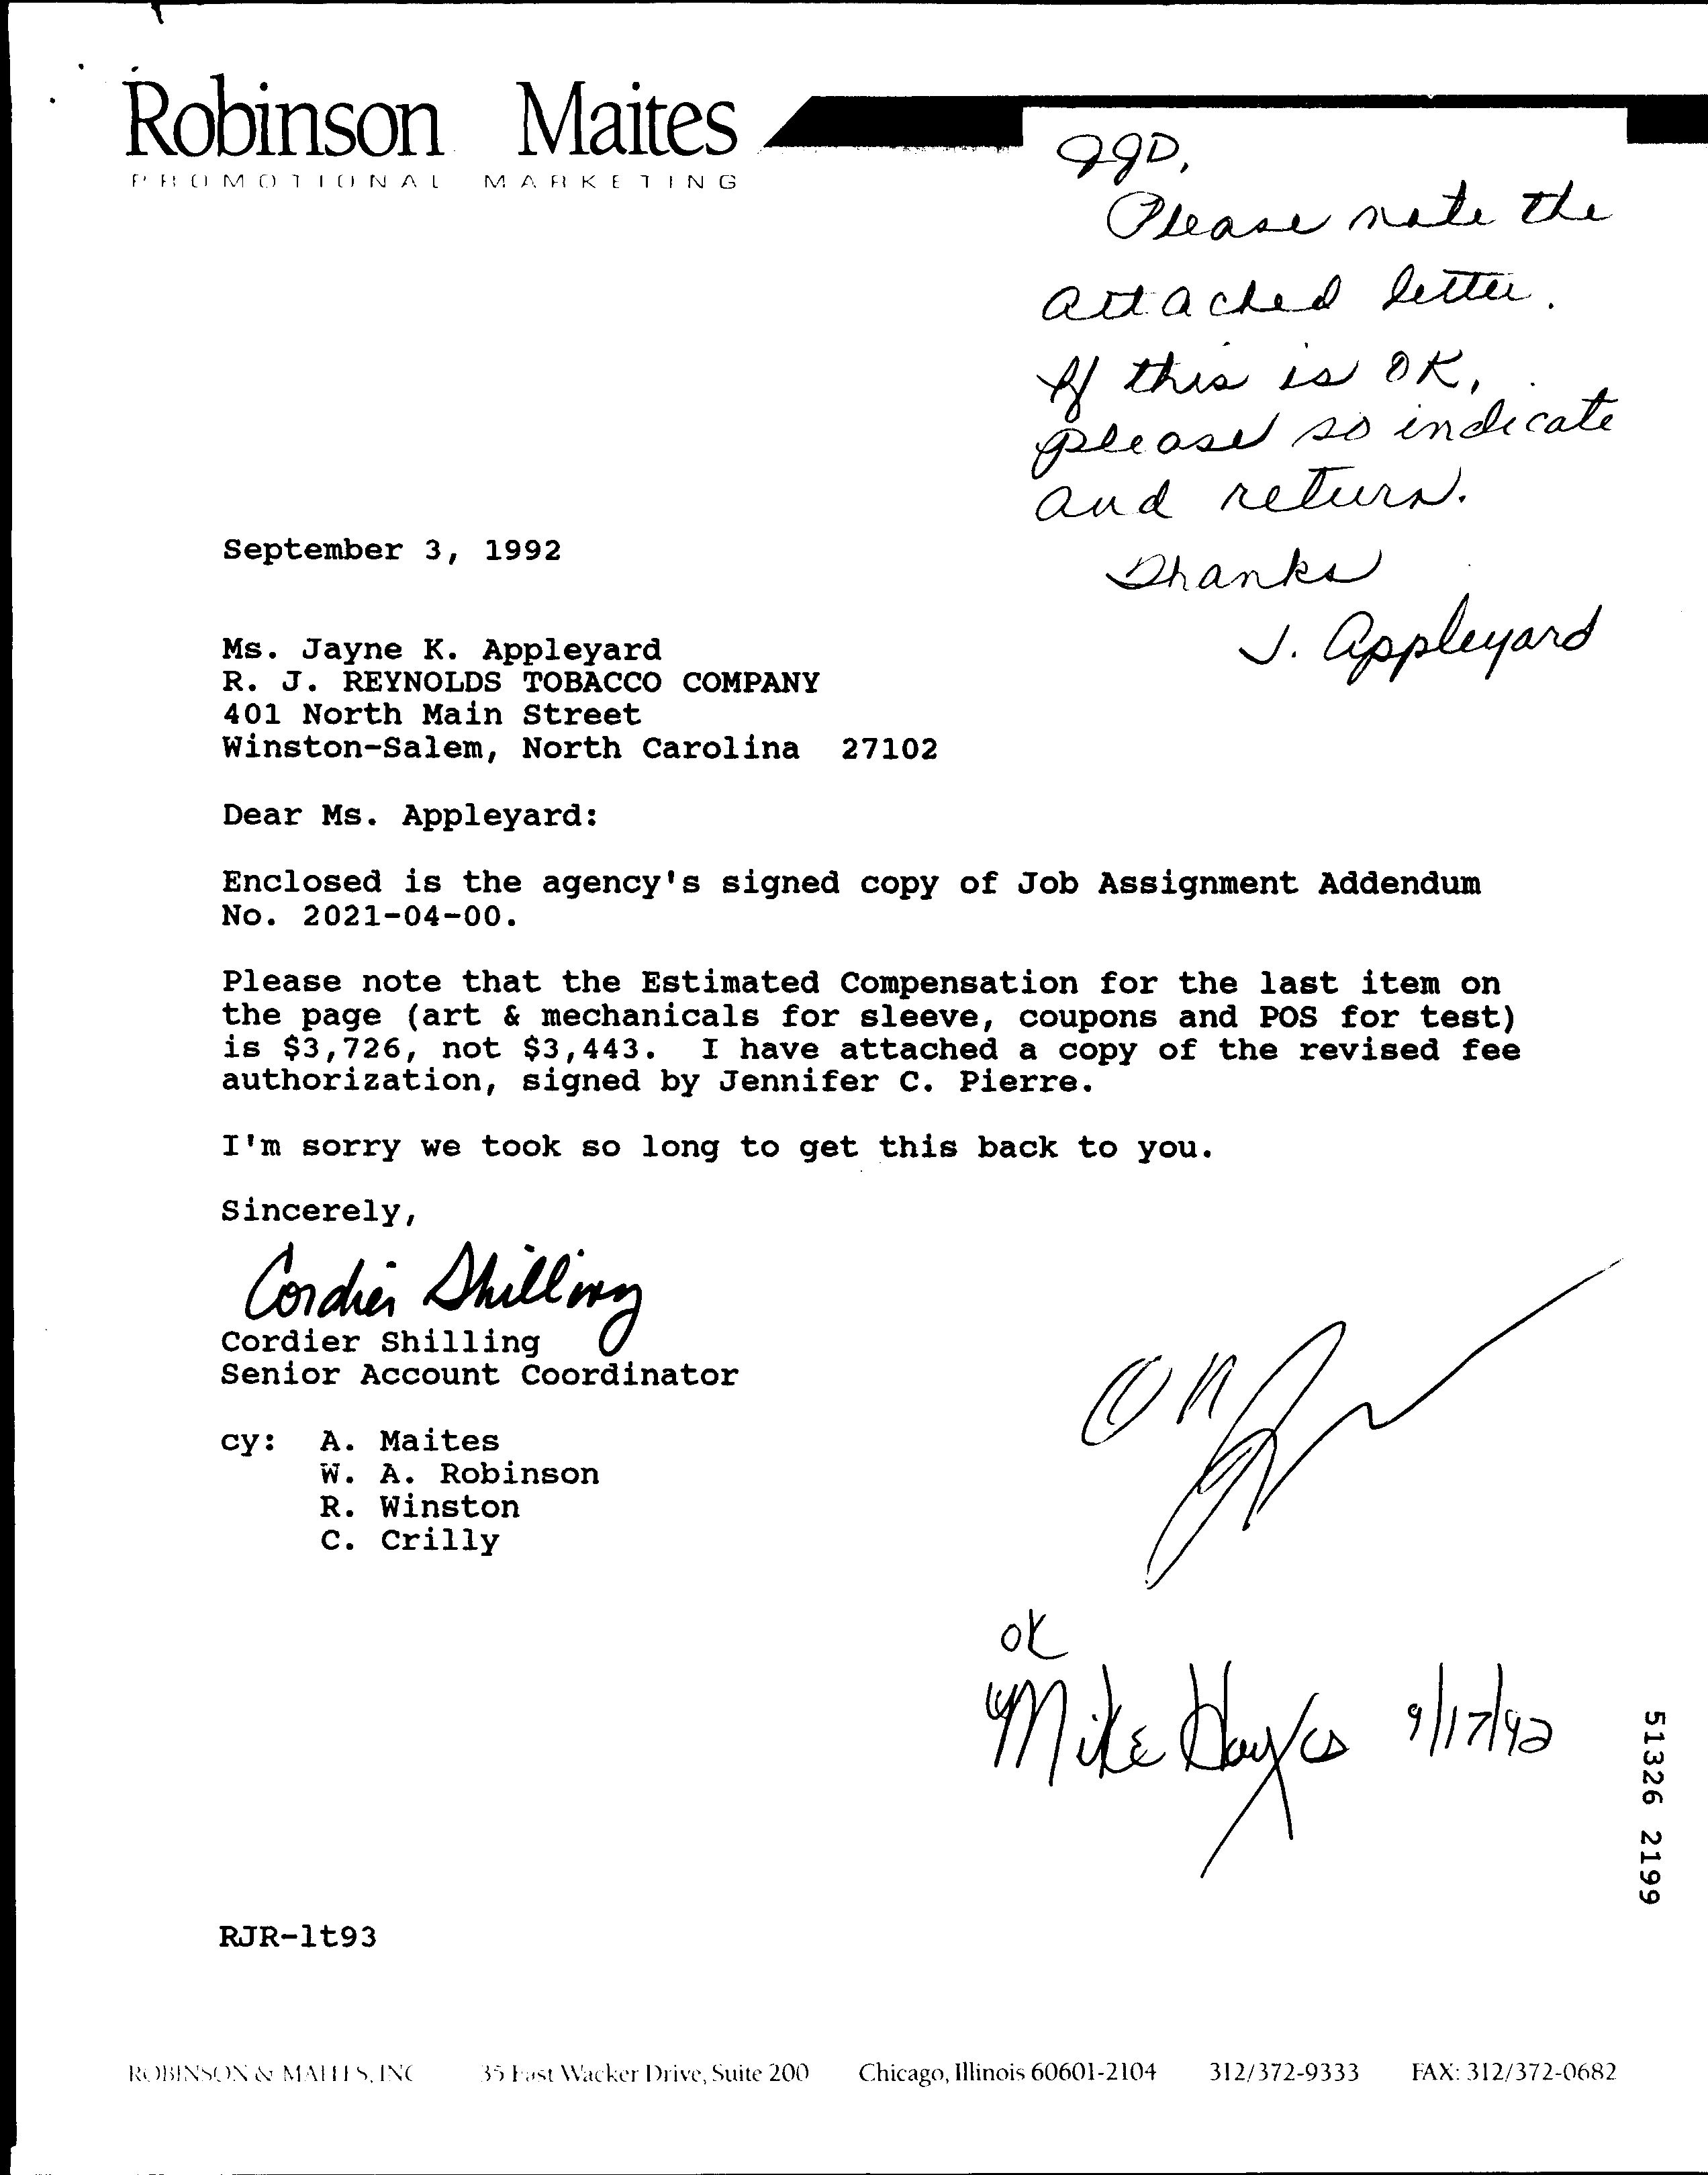 Robinson Maites
PROMOTIONAL MARKETING
JJD,
Please note the
attached letter.
If this is OK,
please so indicate
and return.
Thanks
J. Appleyard
September 3, 1992
Ms. Jayne K. Appleyard
R. J. REYNOLDS TOBACCO COMPANY
401 North Main Street
Winston-Salem, North Carolina 27102
Dear Ms. Appleyard:
Enclosed is the agency's signed copy of Job Assignment Addendum
No. 2021-04-00.
Please note that the Estimated Compensation for the last item on
the page (art & mechanicals for sleeve, coupons and POS for test)
is $3,726, not $3,443. I have attached a copy of the revised fee
authorization, signed by Jennifer C. Pierre.
I'm sorry we took so long to get this back to you.
Sincerely,
Cordier Shilling
Cordier Shilling
Senior Account Coordinator
cy: A. Maites
W. A. Robinson
R. Winston
C. Crilly
OK
OK
Mike Hayes 9/17/92
51326 2199
RJR-lt93
ROBINSON & MAITES, INC 35 East Wacker Drive, Suite 200 Chicago, Illinois 60601-2104 312/372-9333 FAX: 312/372-0682